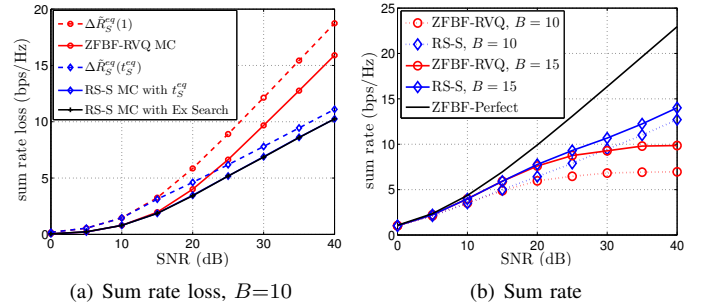 sum rate loss (bps/Hz)
20
15
10
5
0
0 10 20 30 40
SNR (dB)
ΔR̃_S^{eq}(1)
ZFBF-RVQ MC
ΔR̃_S^{eq}(t_S^{eq})
RS-S MC with t_S^{eq}
RS-S MC with Ex Search
(a) Sum rate loss, B=10
sum rate (bps/Hz)
25
20
15
10
5
0
0 5 10 15 20 25 30 35 40
SNR (dB)
ZFBF-RVQ, B = 10
RS-S, B = 10
ZFBF-RVQ, B = 15
RS-S, B = 15
ZFBF-Perfect
(b) Sum rate